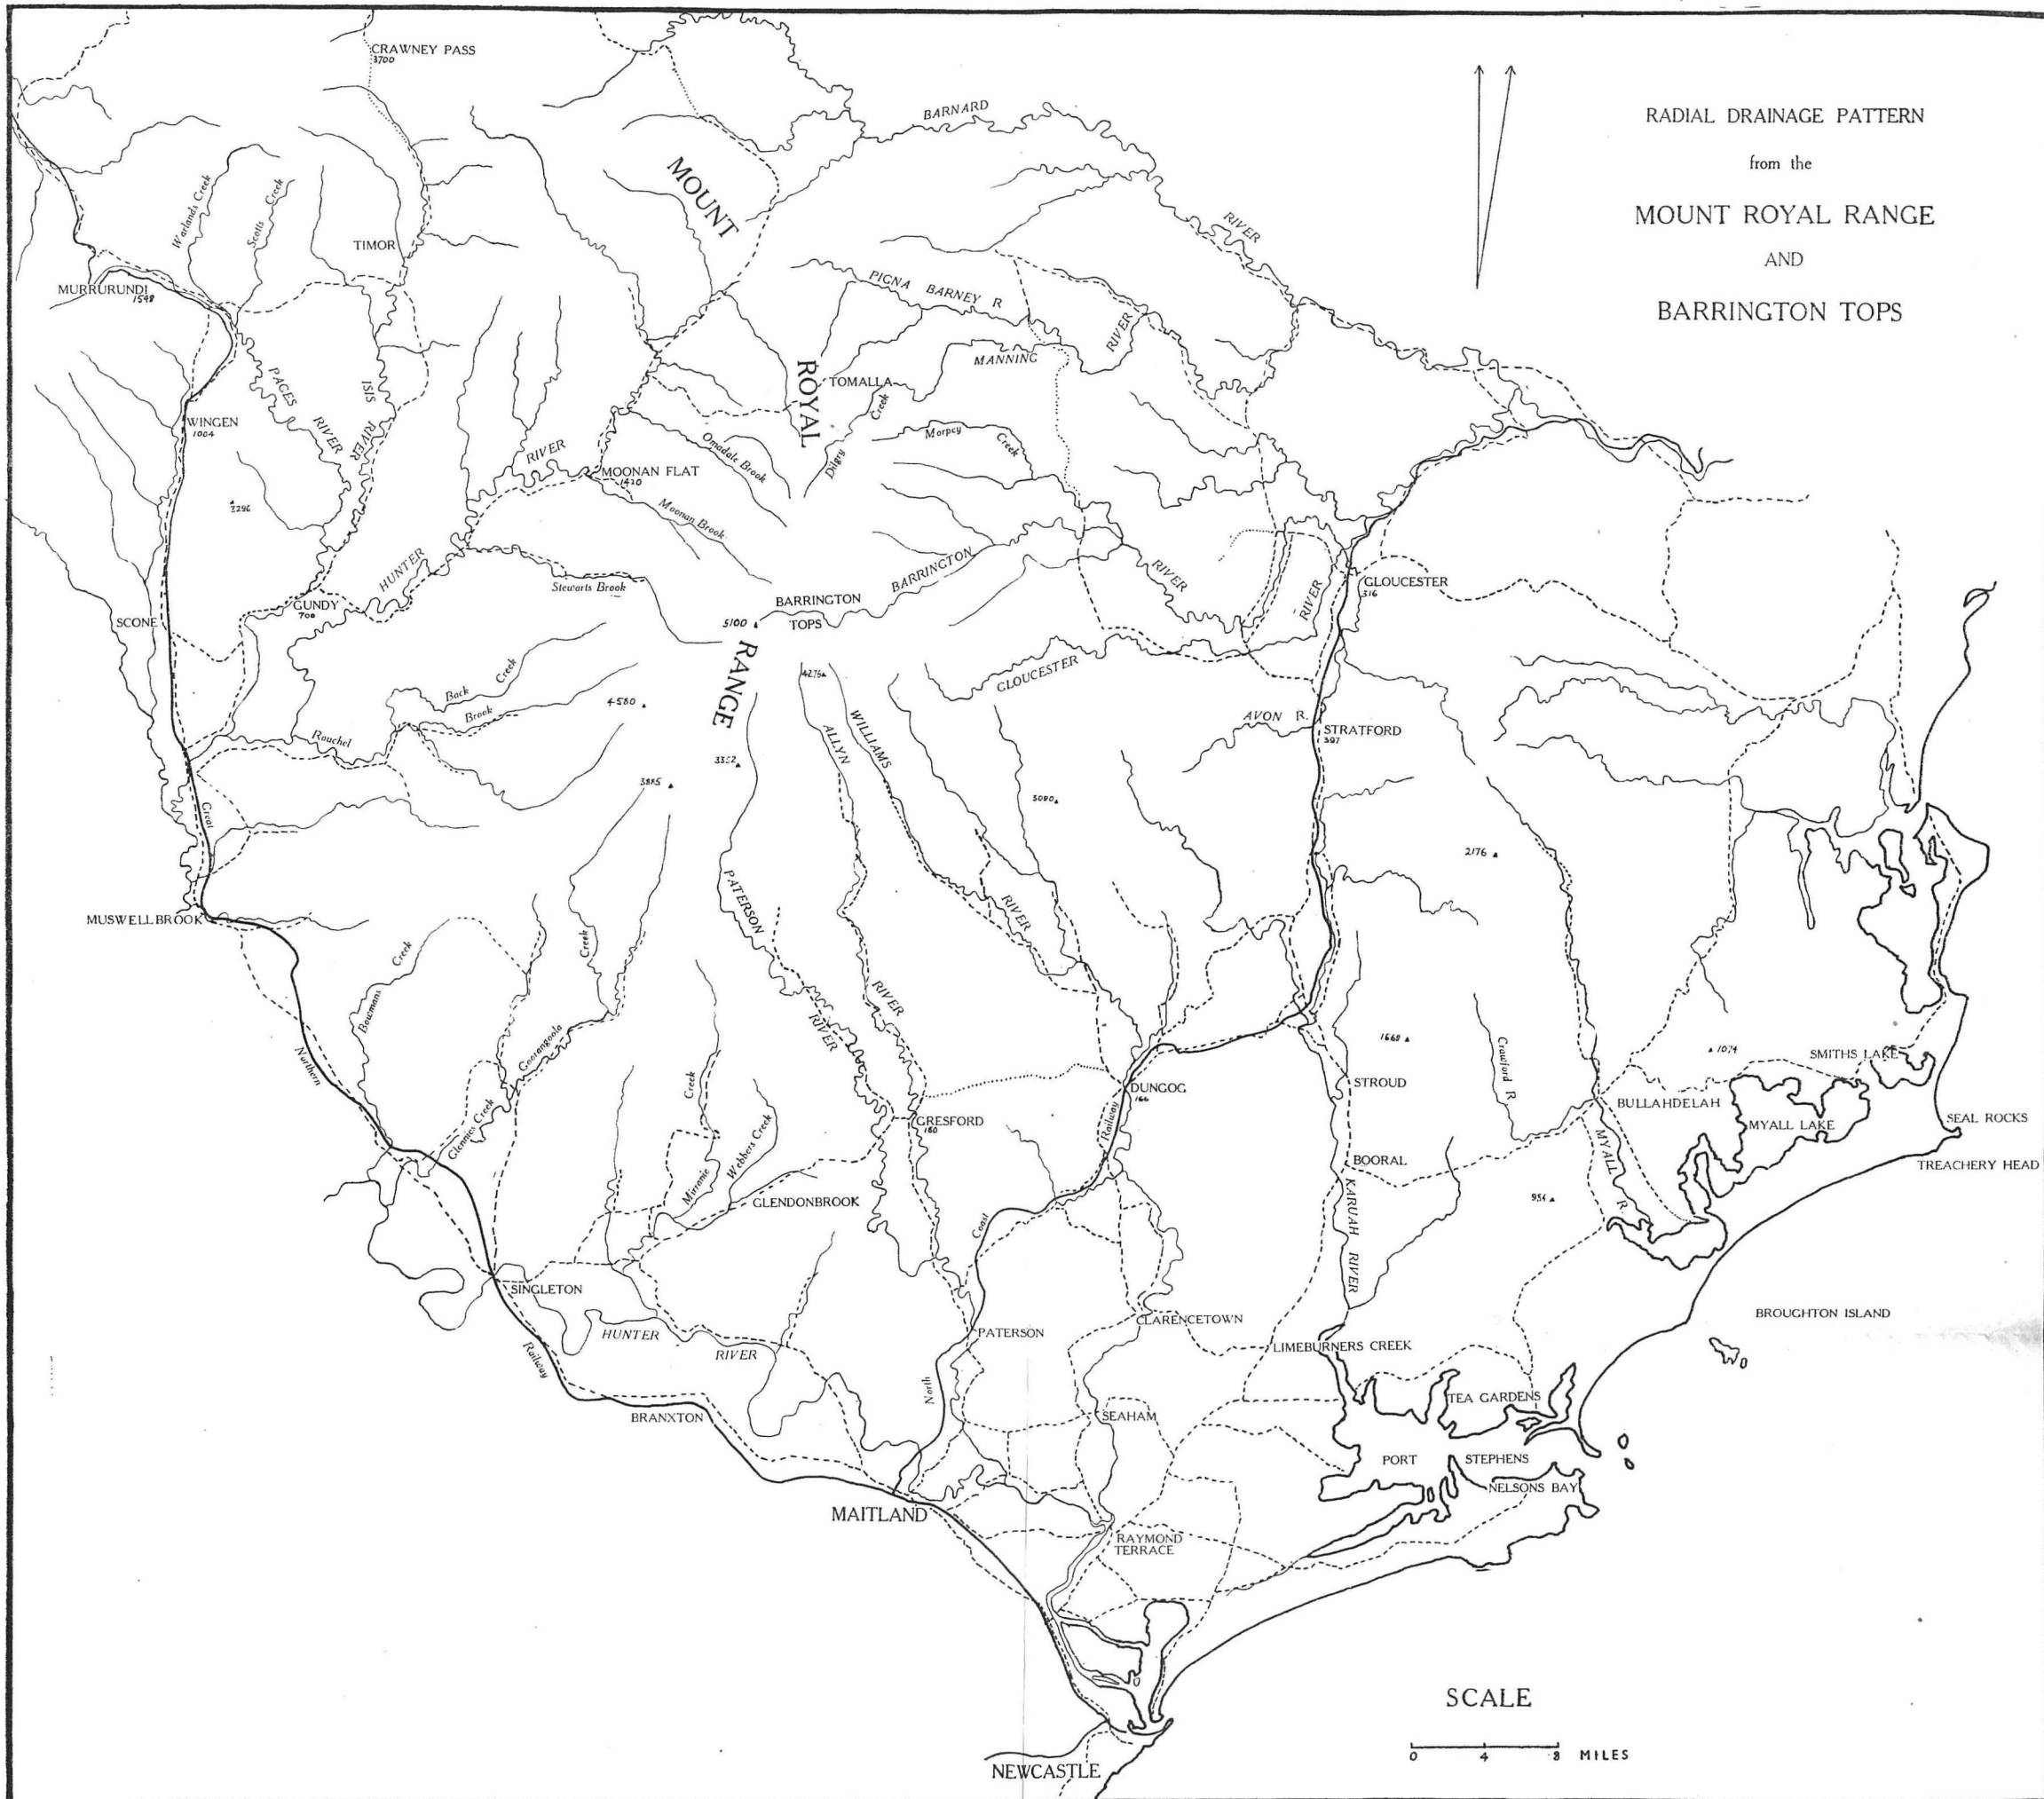 RADIAL DRAINAGE PATTERN
from the
MOUNT ROYAL RANGE
AND
BARRINGTON TOPS
CRAWNEY PASS
3700
BARNARD
RIVER
MOUNT
ROYAL
RANGE
Warlands Creek
Scotts Creek
TIMOR
MURRURUNDI
1548
PIGNA BARNEY R
MANNING
RIVER
PAGES
RIVER
ISIS
RIVER
TOMALLA
Dilgry
Creek
WINGEN
1004
Morpey
Creek
Omadale Brook
RIVER
MOONAN FLAT
1420
Moonan Brook
3296
HUNTER
Stewarts Brook
BARRINGTON
RIVER
GLOUCESTER
316
RIVER
GUNDY
700
BARRINGTON
TOPS
5100
SCONE
GLOUCESTER
Back
Creek
4276
4580
Brook
Rouchel
AVON R.
STRATFORD
397
ALLYN
WILLIAMS
3885
5090
Great
2176
PATERSON
RIVER
MUSWELLBROOK
Creek
Bowmans
Creek
RIVER
RIVER
Northern
Goorangoola
Crawford R
1660
1074
SMITHS LAKE
Creek
DUNGOG
166
STROUD
BULLAHDELAH
Glennies Creek
Webbers Creek
GRESFORD
160
Railway
MYALL LAKE
SEAL ROCKS
Mirranie
BOORAL
MYALL
R.
TREACHERY HEAD
GLENDONBROOK
954
KARUAH
RIVER
Coast
SINGLETON
BROUGHTON ISLAND
HUNTER
RIVER
PATERSON
CLARENCETOWN
LIMEBURNERS CREEK
Railway
North
TEA GARDENS
BRANXTON
SEAHAM
PORT
STEPHENS
NELSONS BAY
MAITLAND
RAYMOND
TERRACE
SCALE
0 4 8 MILES
NEWCASTLE